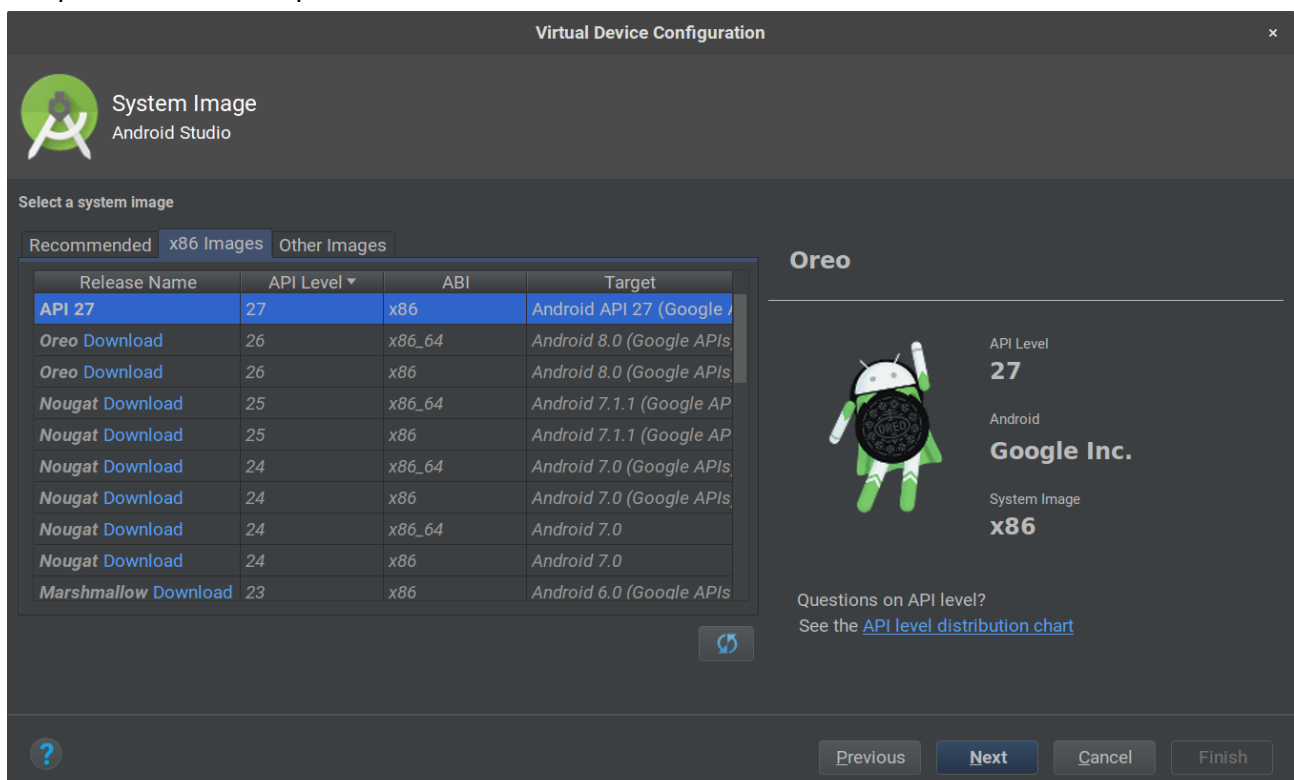 Virtual Device Configuration ×
System Image
Android Studio
Select a system image
Recommended x86 Images Other Images
Release Name API Level ABI Target
API 27 27 x86 Android API 27 (Google
Oreo Download 26 x86_64 Android 8.0 (Google APIs
Oreo Download 26 x86 Android 8.0 (Google APIs
Nougat Download 25 x86_64 Android 7.1.1 (Google AP
Nougat Download 25 x86 Android 7.1.1 (Google AP
Nougat Download 24 x86_64 Android 7.0 (Google APIs
Nougat Download 24 x86 Android 7.0 (Google APIs
Nougat Download 24 x86_64 Android 7.0
Nougat Download 24 x86 Android 7.0
Marshmallow Download 23 x86 Android 6.0 (Google APIs
Oreo
OREO
API Level
27
Android
Google Inc.
System Image
x86
Questions on API level?
See the API level distribution chart
? Previous Next Cancel Finish